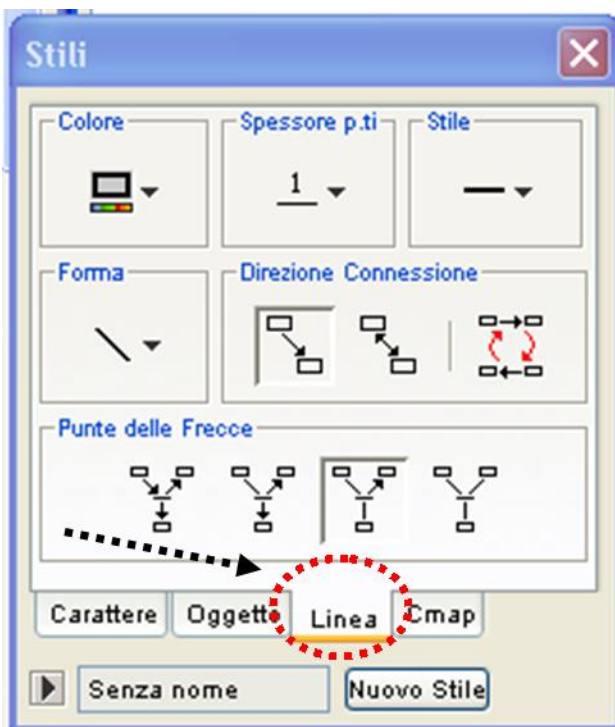 Stili
Colore
Spessore p.ti
Stile
1
Forma
Direzione Connessione
Punte delle Frecce
Carattere
Oggetto
Linea
Cmap
Senza nome
Nuovo Stile